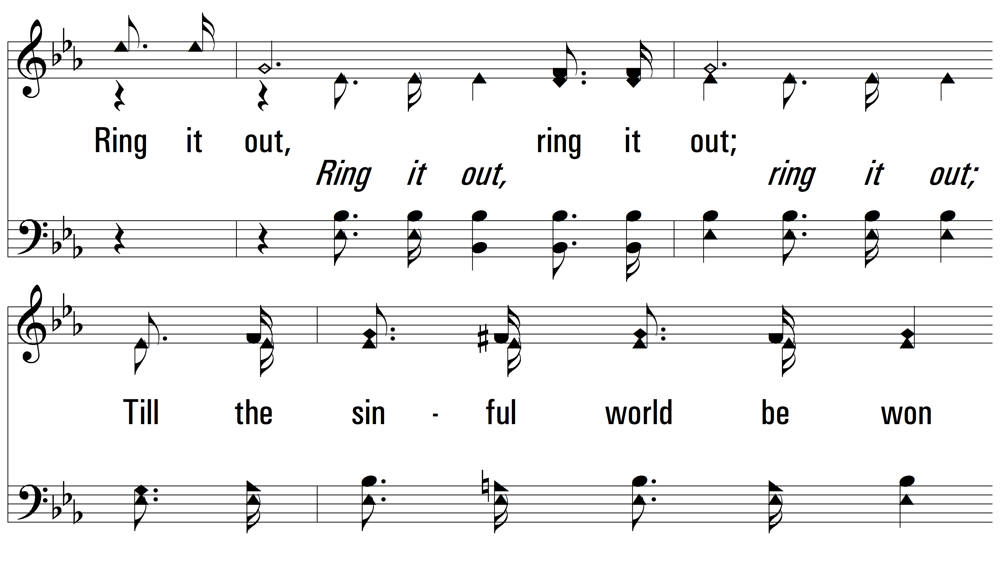 Ring it out, ring it out;
Ring it out, ring it out;
Till the sin - ful world be won